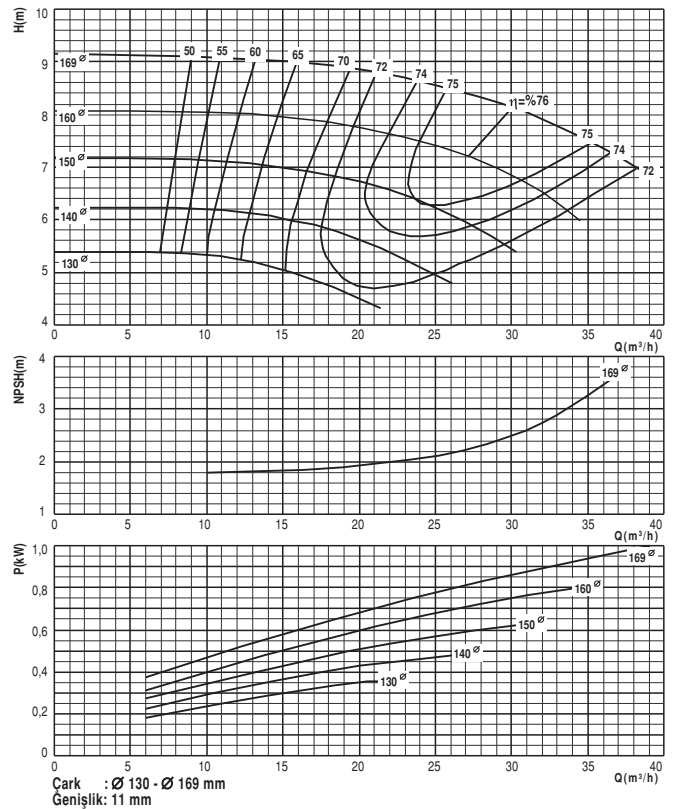 H(m)
10
9
8
7
6
5
4
169 ⌀
160 ⌀
150 ⌀
140 ⌀
130 ⌀
50 55 60 65 70 72 74 75
η=%76
75
74
72
0 5 10 15 20 25 30 35 40
Q(m³/h)
NPSH(m)
4
3
2
1
169 ⌀
0 5 10 15 20 25 30 35 40
Q(m³/h)
P(kW)
1,0
0,8
0,6
0,4
0,2
0
169 ⌀
160 ⌀
150 ⌀
140 ⌀
130 ⌀
0 5 10 15 20 25 30 35 40
Q(m³/h)
Çark : Ø 130 - Ø 169 mm
Genişlik: 11 mm